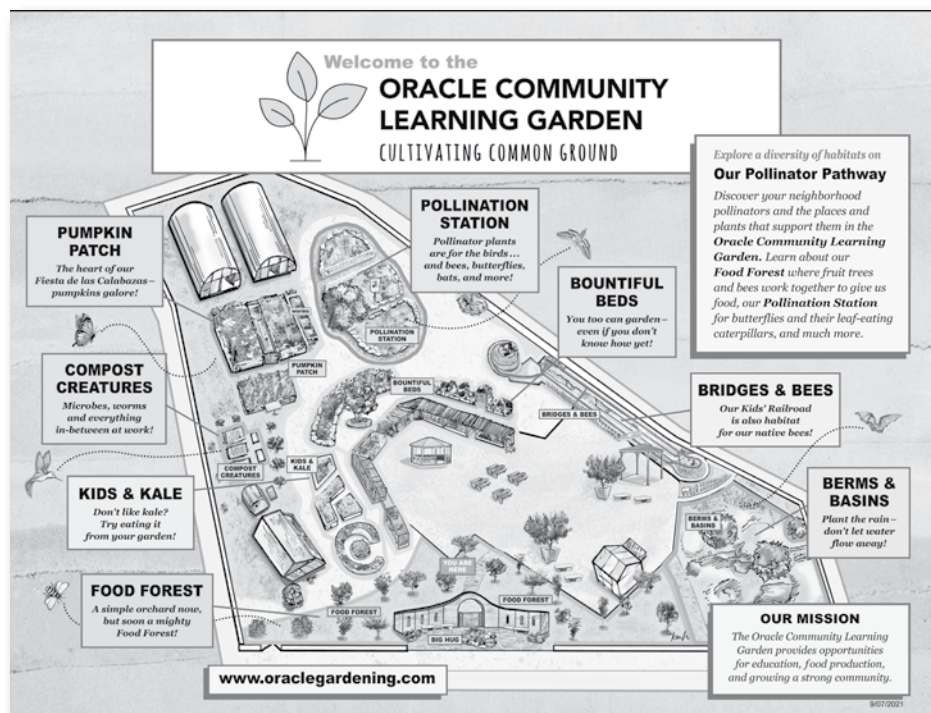 Welcome to the
ORACLE COMMUNITY
LEARNING GARDEN
CULTIVATING COMMON GROUND
Explore a diversity of habitats on
Our Pollinator Pathway
Discover your neighborhood
pollinators and the places and
plants that support them in the
Oracle Community Learning
Garden. Learn about our
Food Forest where fruit trees
and bees work together to give us
food, our Pollination Station
for butterflies and their leaf-eating
caterpillars, and much more.
PUMPKIN
PATCH
The heart of our
Fiesta de las Calabazas–
pumpkins galore!
POLLINATION
STATION
Pollinator plants
are for the birds...
and bees, butterflies,
bats, and more!
BOUNTIFUL
BEDS
You too can garden–
even if you don't
know how yet!
COMPOST
CREATURES
Microbes, worms
and everything
in-between at work!
BRIDGES & BEES
Our Kids' Railroad
is also habitat
for our native bees!
KIDS & KALE
Don't like kale?
Try eating it
from your garden!
BERMS &
BASINS
Plant the rain–
don't let water
flow away!
FOOD FOREST
A simple orchard now,
but soon a mighty
Food Forest!
POLLINATION
STATION
PUMPKIN
PATCH
BOUNTIFUL
BEDS
BRIDGES & BEES
COMPOST
CREATURES
KIDS &
KALE
BERMS &
BASINS
YOU ARE
HERE
FOOD FOREST
FOOD FOREST
BIG HUG
OUR MISSION
The Oracle Community Learning
Garden provides opportunities
for education, food production,
and growing a strong community.
www.oraclegardening.com
9/07/2021